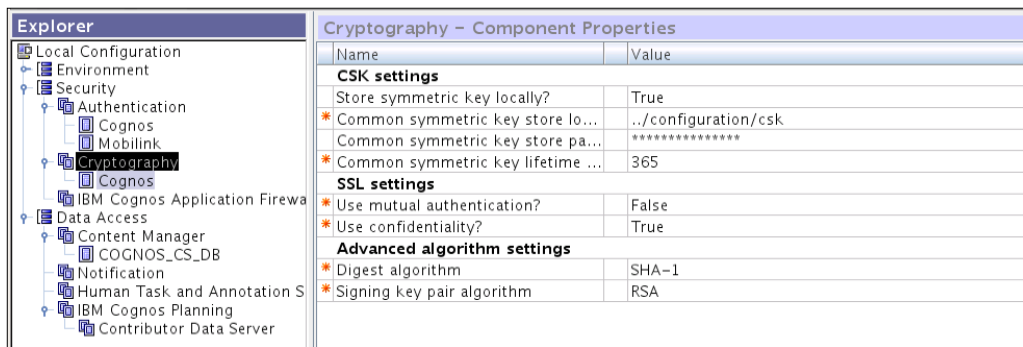 Explorer
Local Configuration
Environment
Security
Authentication
Cognos
Mobilink
Cryptography
Cognos
IBM Cognos Application Firewa
Data Access
Content Manager
COGNOS_CS_DB
Notification
Human Task and Annotation S
IBM Cognos Planning
Contributor Data Server
Cryptography - Component Properties
Name Value
CSK settings
Store symmetric key locally? True
* Common symmetric key store lo... ../configuration/csk
Common symmetric key store pa... ***************
* Common symmetric key lifetime ... 365
SSL settings
* Use mutual authentication? False
* Use confidentiality? True
Advanced algorithm settings
* Digest algorithm SHA-1
* Signing key pair algorithm RSA